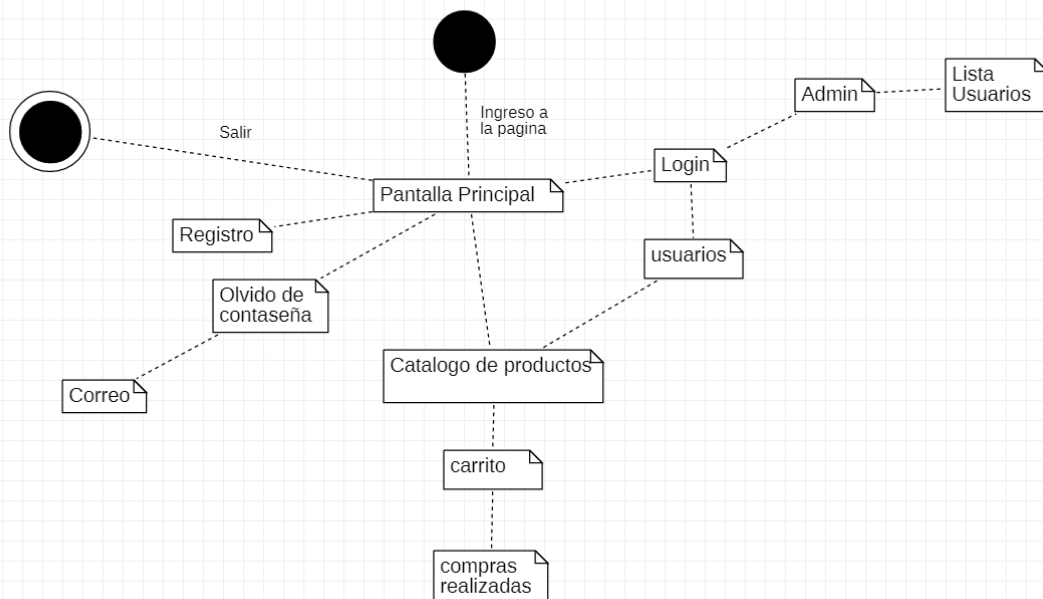 Lista
Usuarios
Admin
Ingreso a
la pagina
Salir
Login
Pantalla Principal
Registro
usuarios
Olvido de
contaseña
Catalogo de productos
Correo
carrito
compras
realizadas